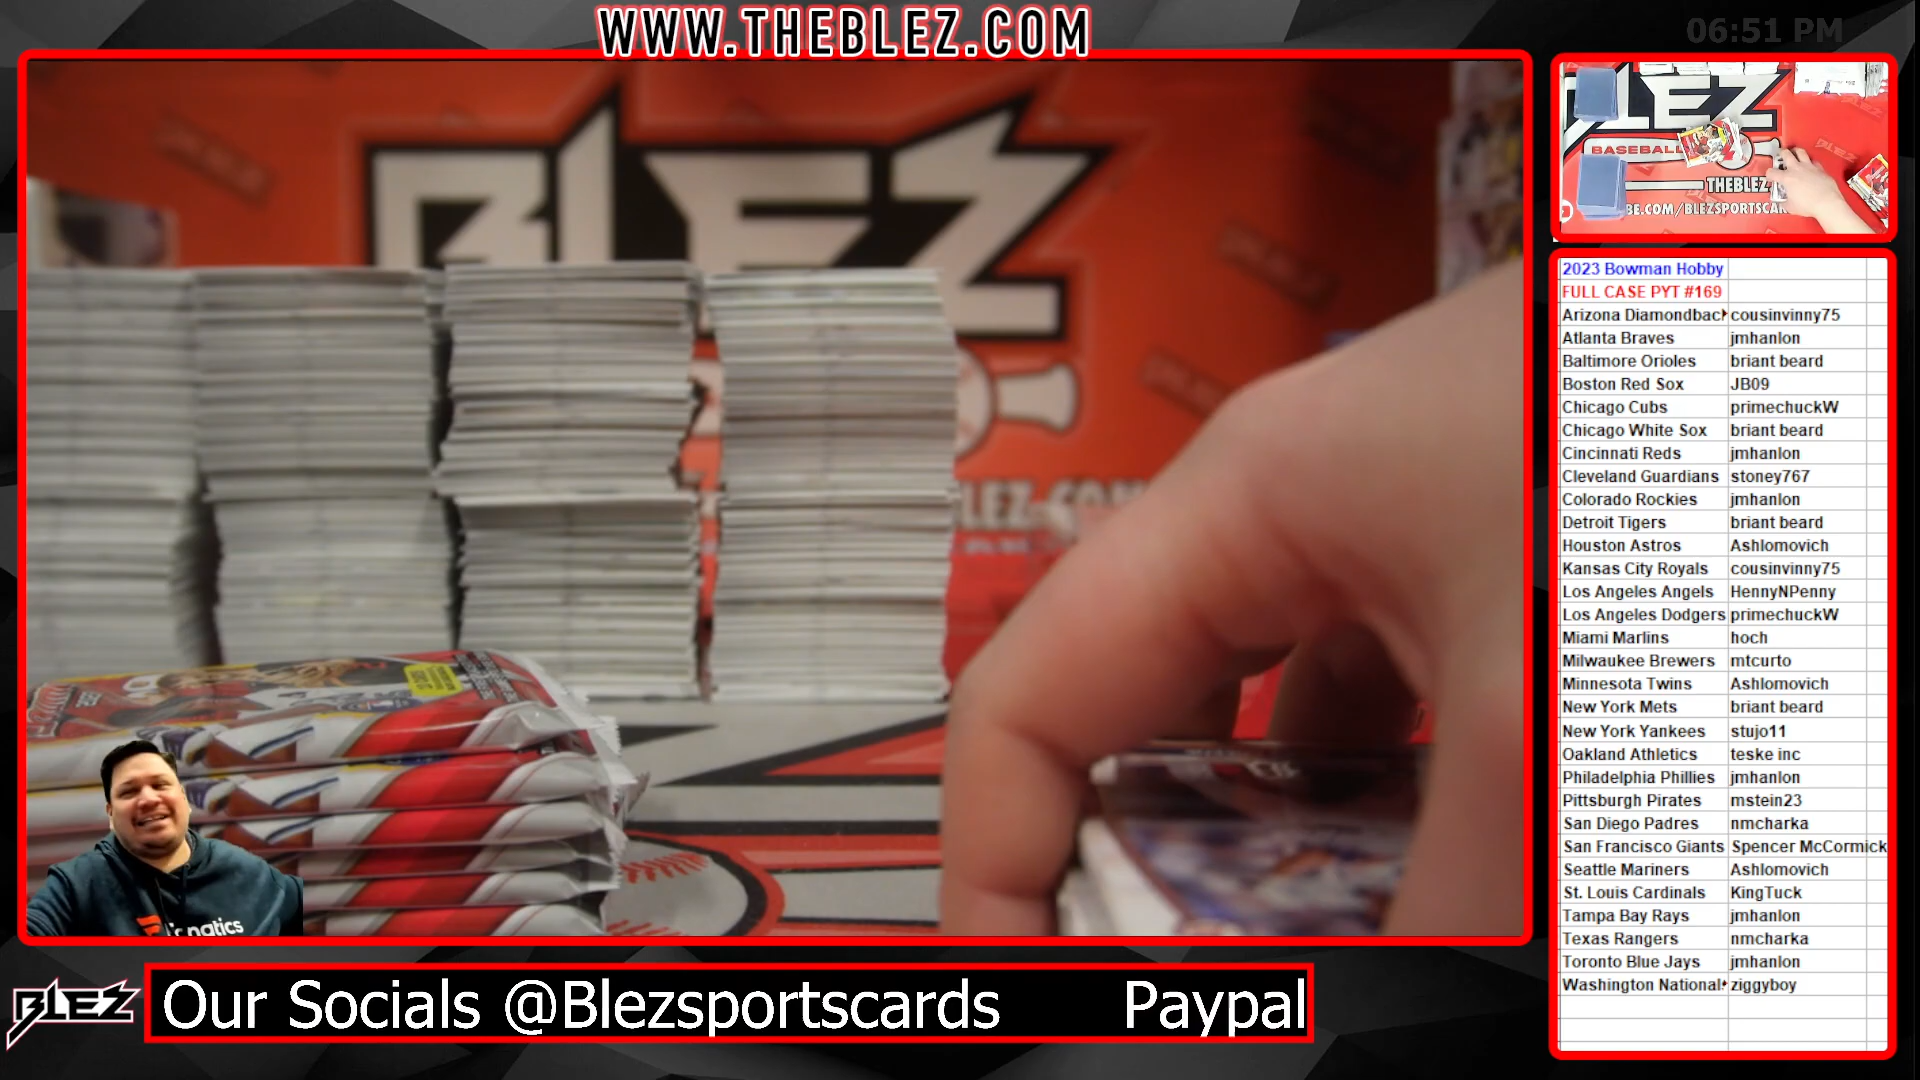 WWW.THEBLEZ.COM
06:51 PM
BLEZ
BLEZ
BASEBALL
THEBLEZ
BE.COM/BLEZSPORTSCAR
2023 Bowman Hobby
FULL CASE PYT #169
Arizona Diamondbac cousinvinny75
Atlanta Braves jmhanlon
Baltimore Orioles briant beard
Boston Red Sox JB09
Chicago Cubs primechuckW
Chicago White Sox briant beard
Cincinnati Reds jmhanlon
Cleveland Guardians stoney767
Colorado Rockies jmhanlon
Detroit Tigers briant beard
Houston Astros Ashlomovich
Kansas City Royals cousinvinny75
Los Angeles Angels HennyNPenny
Los Angeles Dodgers primechuckW
Miami Marlins hoch
Milwaukee Brewers mtcurto
Minnesota Twins Ashlomovich
New York Mets briant beard
New York Yankees stujo11
Oakland Athletics teske inc
Philadelphia Phillies jmhanlon
Pittsburgh Pirates mstein23
San Diego Padres nmcharka
San Francisco Giants Spencer McCormick
Seattle Mariners Ashlomovich
St. Louis Cardinals KingTuck
Tampa Bay Rays jmhanlon
Texas Rangers nmcharka
Toronto Blue Jays jmhanlon
Washington National ziggyboy
BLEZ
Our Socials @Blezsportscards Paypal